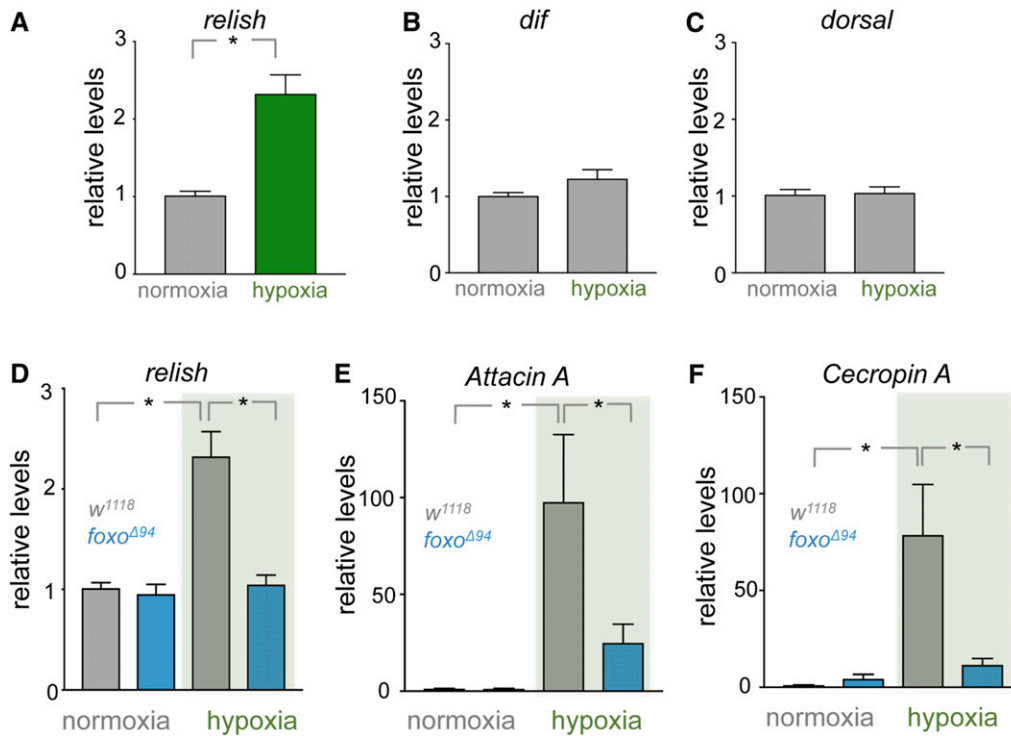 A
relish
relative levels
3
2
1
0
*
normoxia
hypoxia
B
dif
relative levels
3
2
1
0
normoxia
hypoxia
C
dorsal
relative levels
3
2
1
0
normoxia
hypoxia
D
relish
relative levels
3
2
1
0
*
*
w1118
foxoΔ94
normoxia
hypoxia
E
Attacin A
relative levels
150
100
50
0
*
*
w1118
foxoΔ94
normoxia
hypoxia
F
Cecropin A
relative levels
150
100
50
0
*
*
w1118
foxoΔ94
normoxia
hypoxia